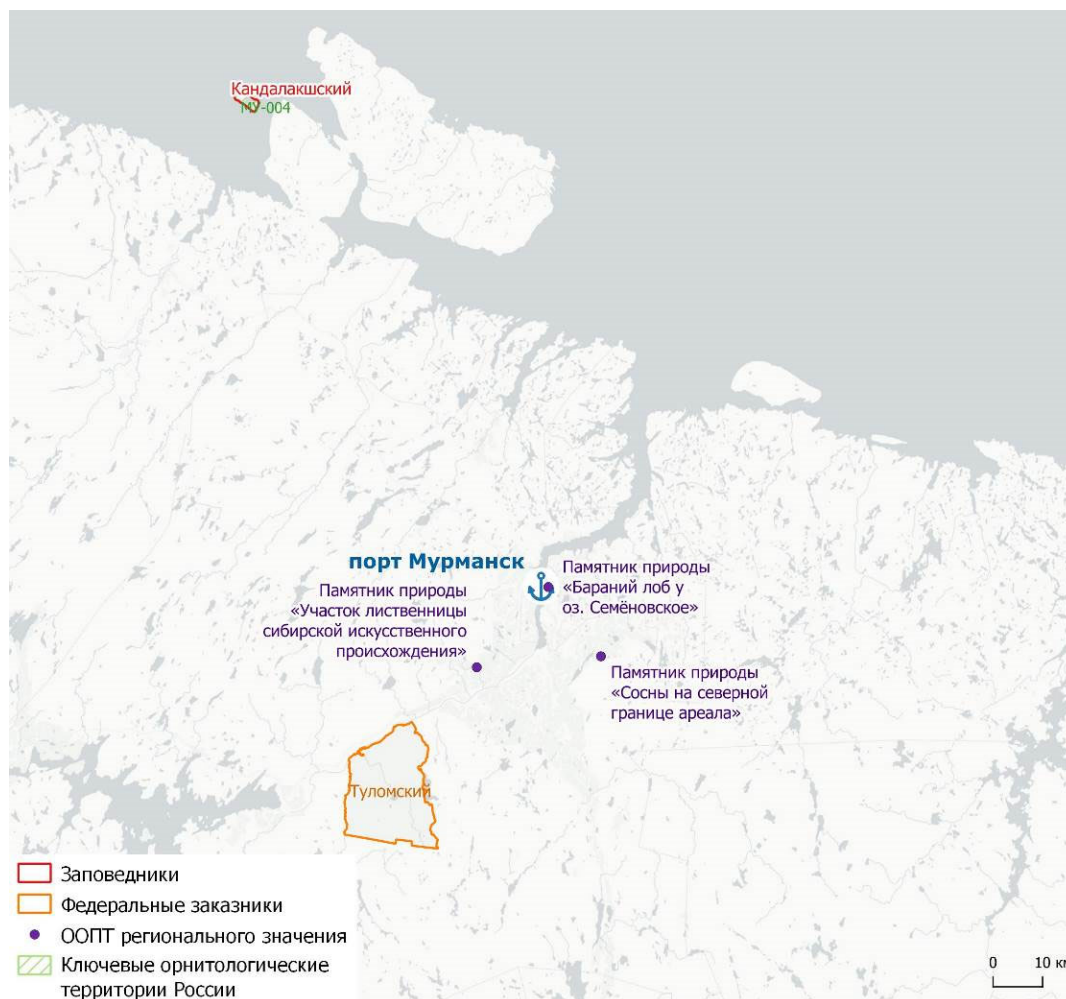 Кандалакшский
МУ-004
порт Мурманск
Памятник природы
«Бараний лоб у
оз. Семёновское»
Памятник природы
«Участок лиственницы
сибирской искусственного
происхождения»
Памятник природы
«Сосны на северной
границе ареала»
Туломский
Заповедники
Федеральные заказники
ООПТ регионального значения
Ключевые орнитологические
территории России
0 10 км